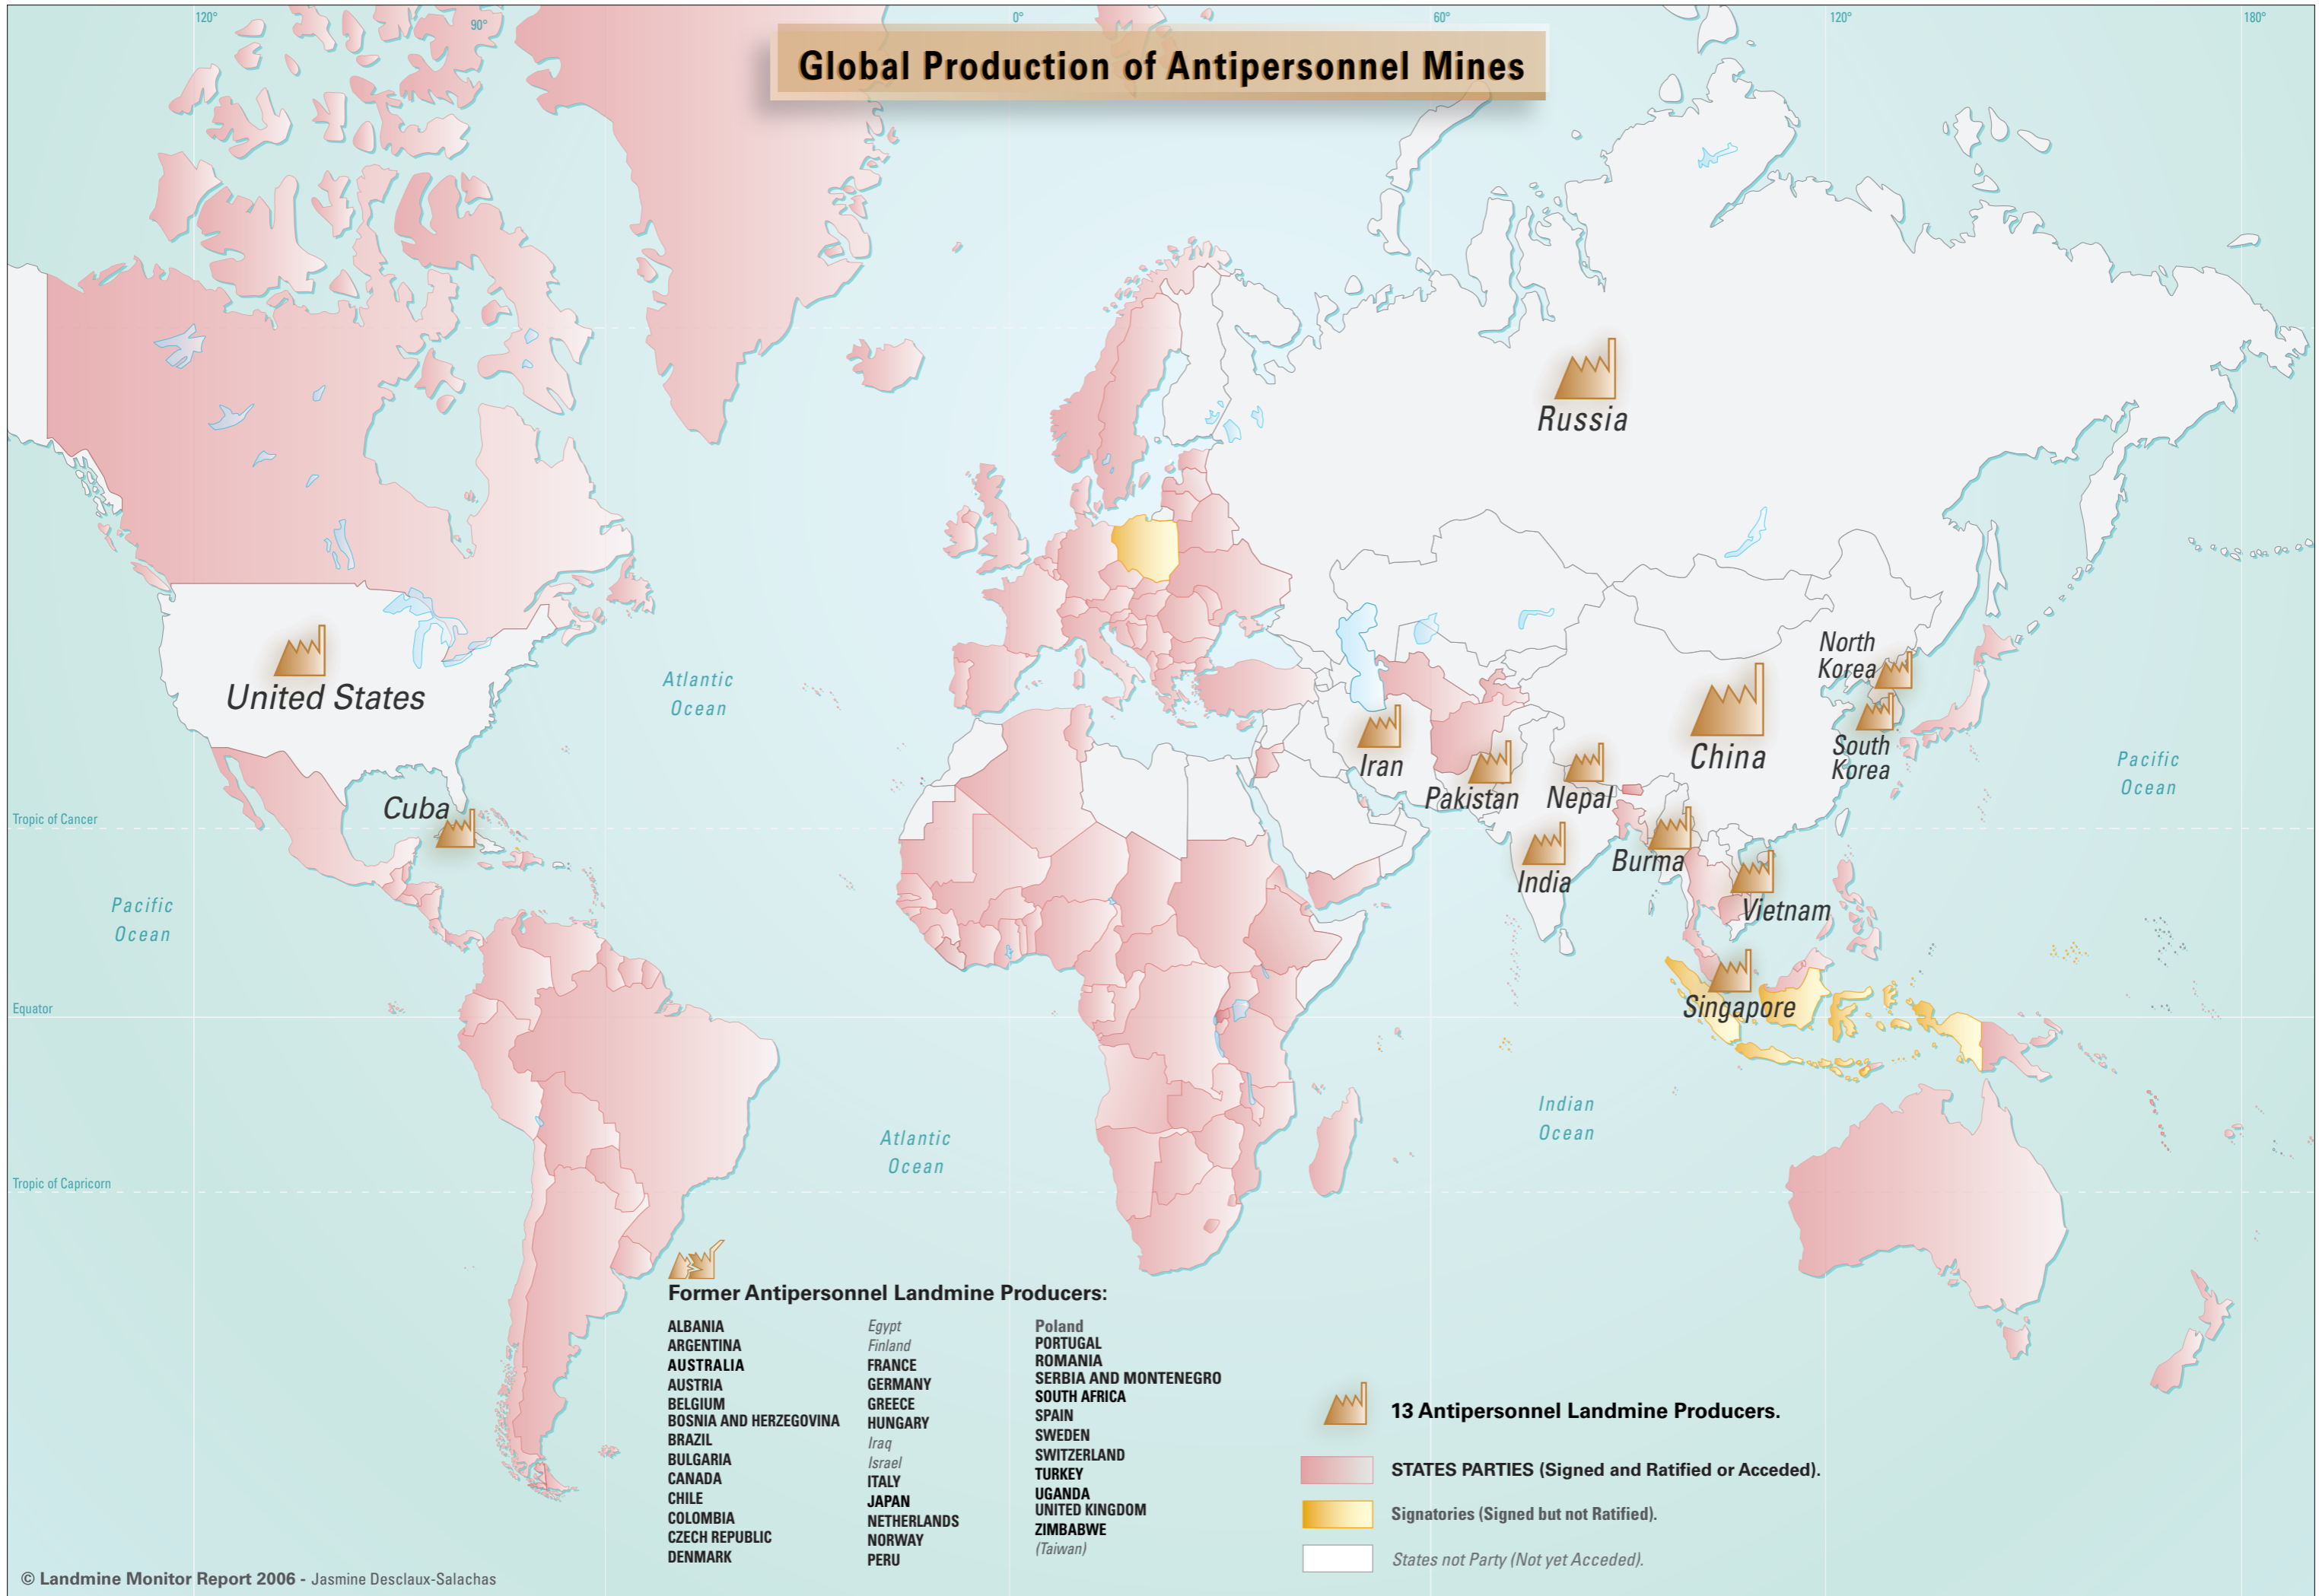 120°
90°
0°
60°
120°
180°
Global Production of Antipersonnel Mines
Russia
United States
Cuba
Atlantic
Ocean
North
Korea
South
Korea
China
Iran
Pakistan
Nepal
India
Burma
Vietnam
Singapore
Pacific
Ocean
Tropic of Cancer
Pacific
Ocean
Equator
Indian
Ocean
Atlantic
Ocean
Tropic of Capricorn
Former Antipersonnel Landmine Producers:
ALBANIA
ARGENTINA
AUSTRALIA
AUSTRIA
BELGIUM
BOSNIA AND HERZEGOVINA
BRAZIL
BULGARIA
CANADA
CHILE
COLOMBIA
CZECH REPUBLIC
DENMARK
Egypt
Finland
FRANCE
GERMANY
GREECE
HUNGARY
Iraq
Israel
ITALY
JAPAN
NETHERLANDS
NORWAY
PERU
Poland
PORTUGAL
ROMANIA
SERBIA AND MONTENEGRO
SOUTH AFRICA
SPAIN
SWEDEN
SWITZERLAND
TURKEY
UGANDA
UNITED KINGDOM
ZIMBABWE
(Taiwan)
13 Antipersonnel Landmine Producers.
STATES PARTIES (Signed and Ratified or Acceded).
Signatories (Signed but not Ratified).
States not Party (Not yet Acceded).
© Landmine Monitor Report 2006 - Jasmine Desclaux-Salachas